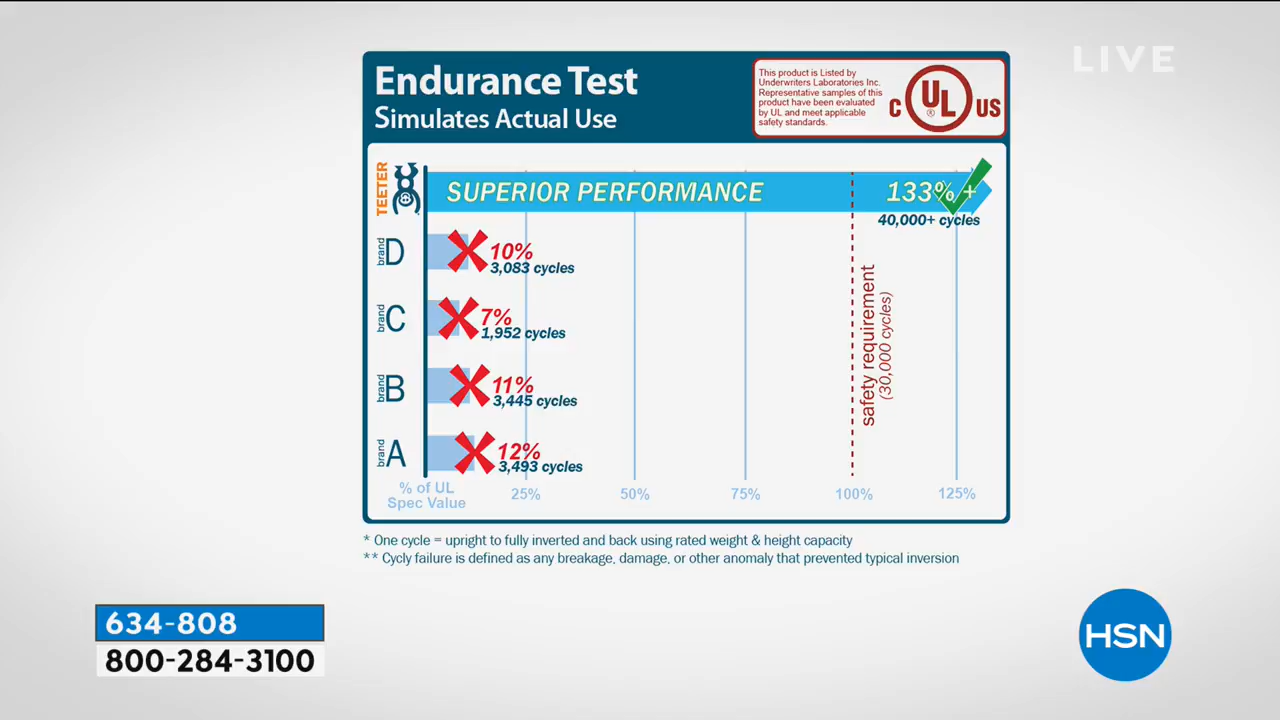 LIVE
Endurance Test
Simulates Actual Use
This product is Listed by
Underwriters Laboratories Inc.
Representative samples of this
product have been evaluated
by UL and meet applicable
safety standards.
C UL ® US
TEETER
SUPERIOR PERFORMANCE
133% +
40,000+ cycles
brand D
10%
3,083 cycles
brand C
7%
1,952 cycles
brand B
11%
3,445 cycles
brand A
12%
3,493 cycles
safety requirement
(30,000 cycles)
% of UL
Spec Value
25%
50%
75%
100%
125%
* One cycle = upright to fully inverted and back using rated weight & height capacity
** Cycly failure is defined as any breakage, damage, or other anomaly that prevented typical inversion
634-808
800-284-3100
HSN